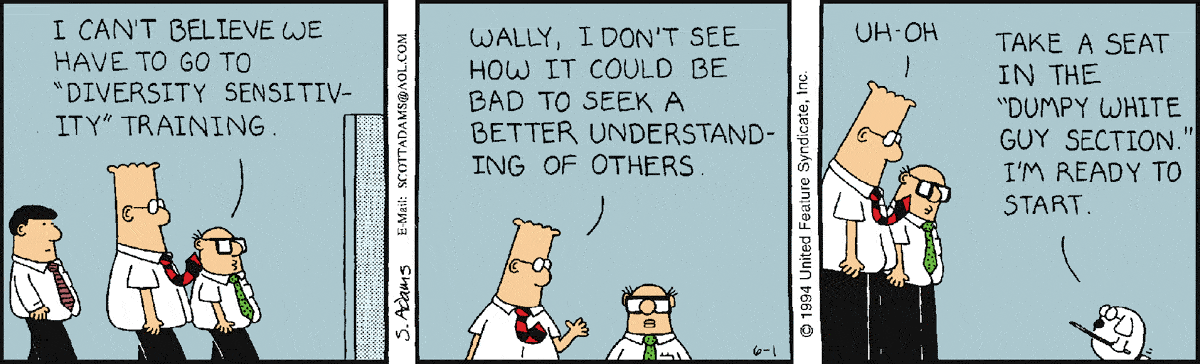 I CAN'T BELIEVE WE
HAVE TO GO TO
"DIVERSITY SENSITIV-
ITY" TRAINING.
S. Adams E-Mail: SCOTTADAMS@AOL.COM
WALLY, I DON'T SEE
HOW IT COULD BE
BAD TO SEEK A
BETTER UNDERSTAND-
ING OF OTHERS.
6-1
© 1994 United Feature Syndicate, Inc.
UH-OH
TAKE A SEAT
IN THE
"DUMPY WHITE
GUY SECTION."
I'M READY TO
START.